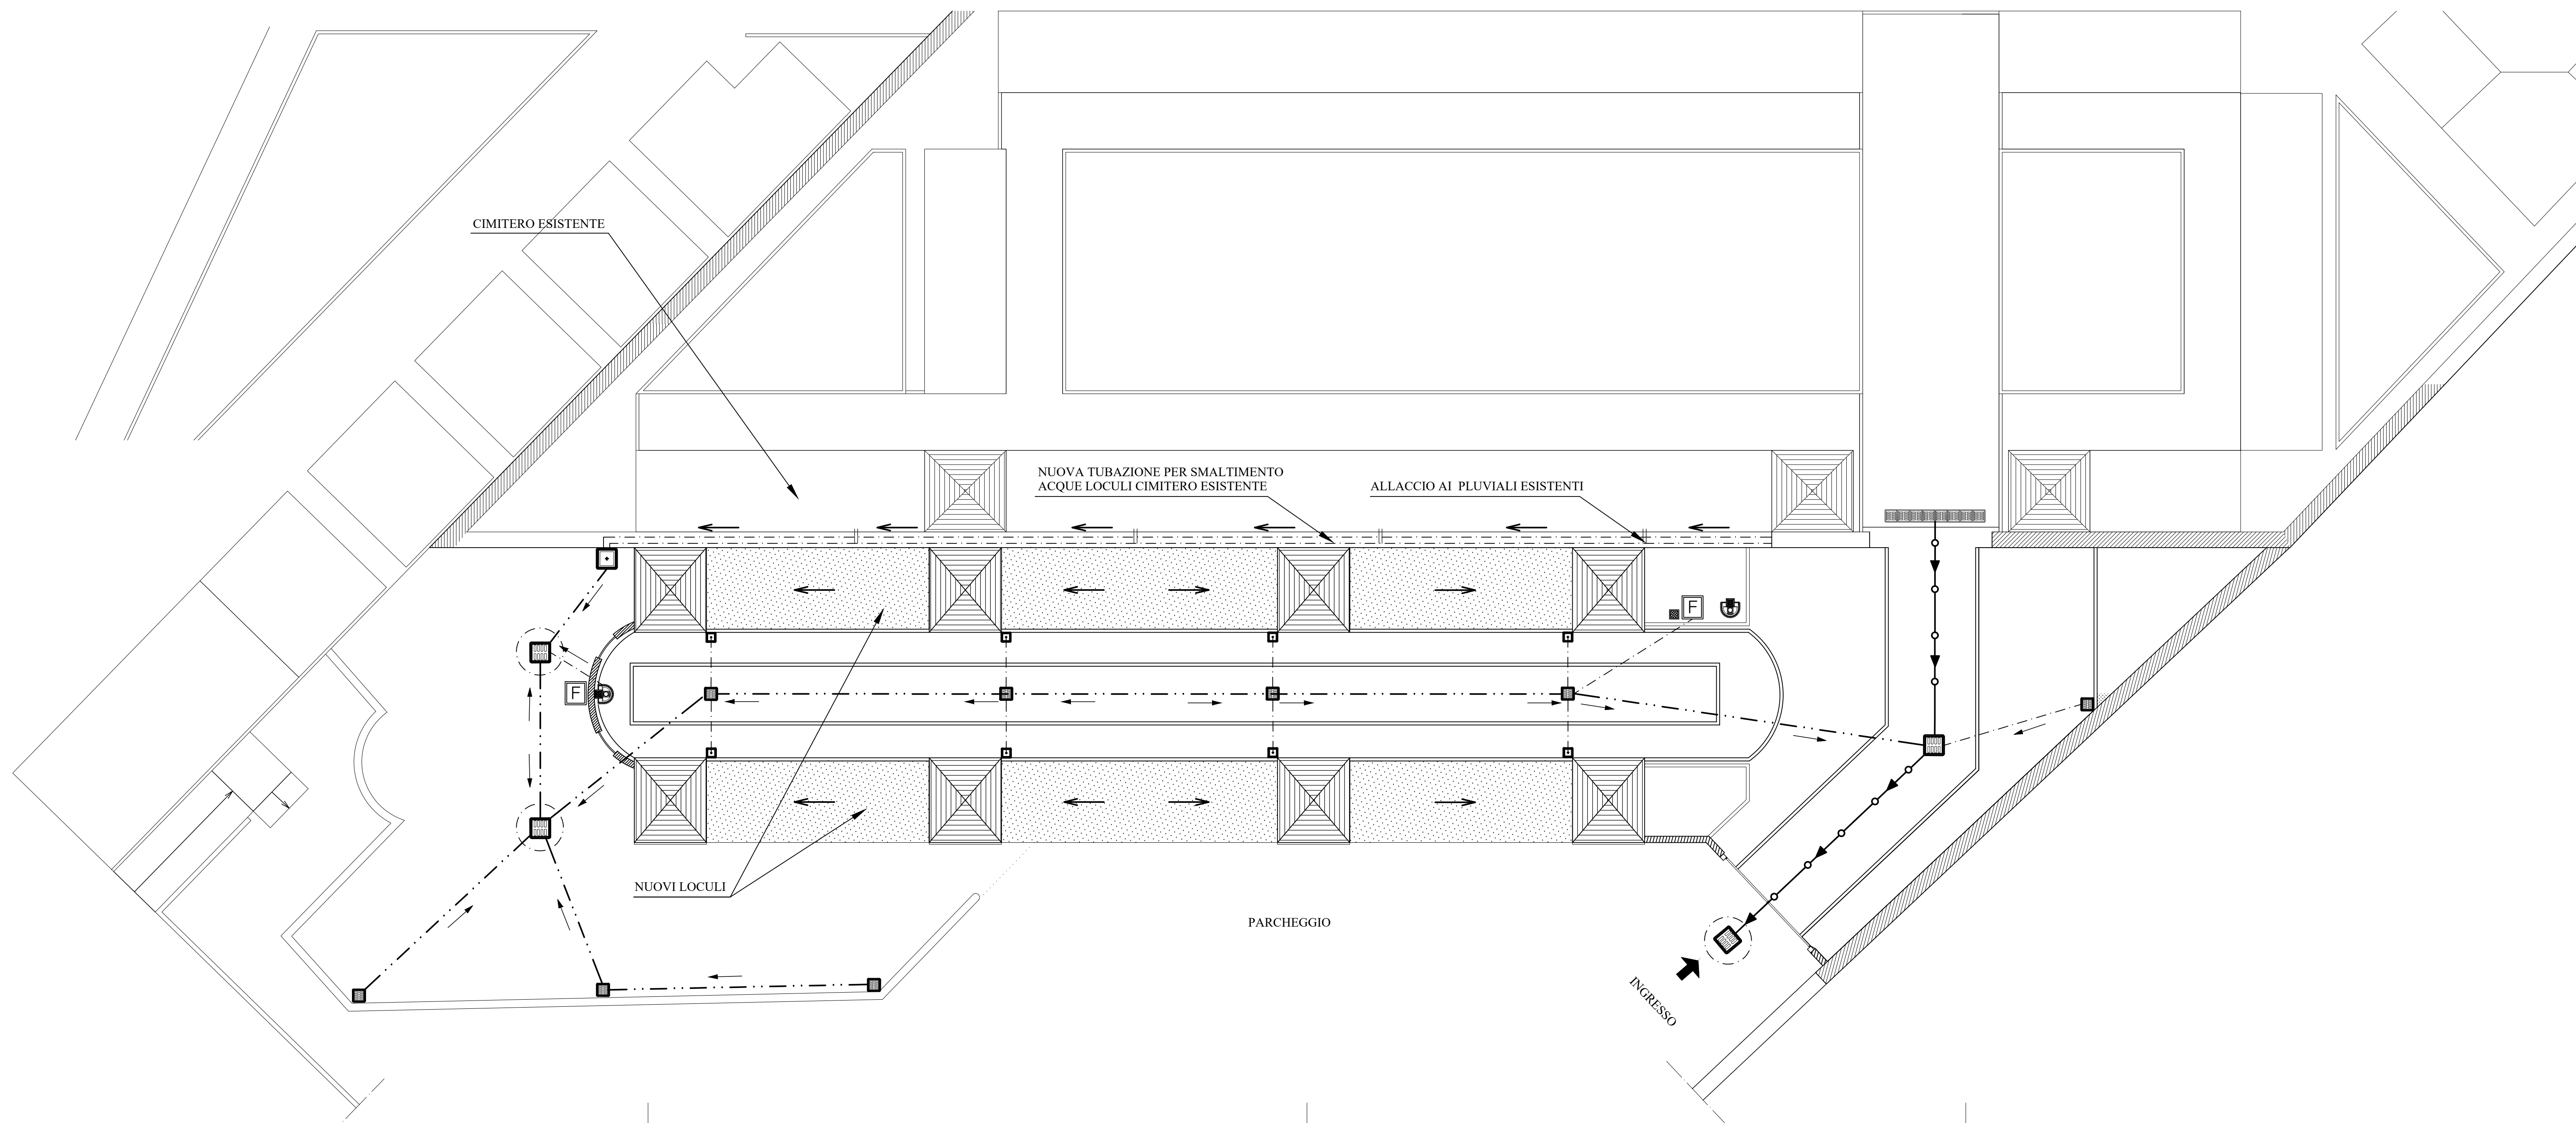 CIMITERO ESISTENTE
NUOVA TUBAZIONE PER SMALTIMENTO
ACQUE LOCULI CIMITERO ESISTENTE
ALLACCIO AI PLUVIALI ESISTENTI
F
F
NUOVI LOCULI
PARCHEGGIO
INGRESSO